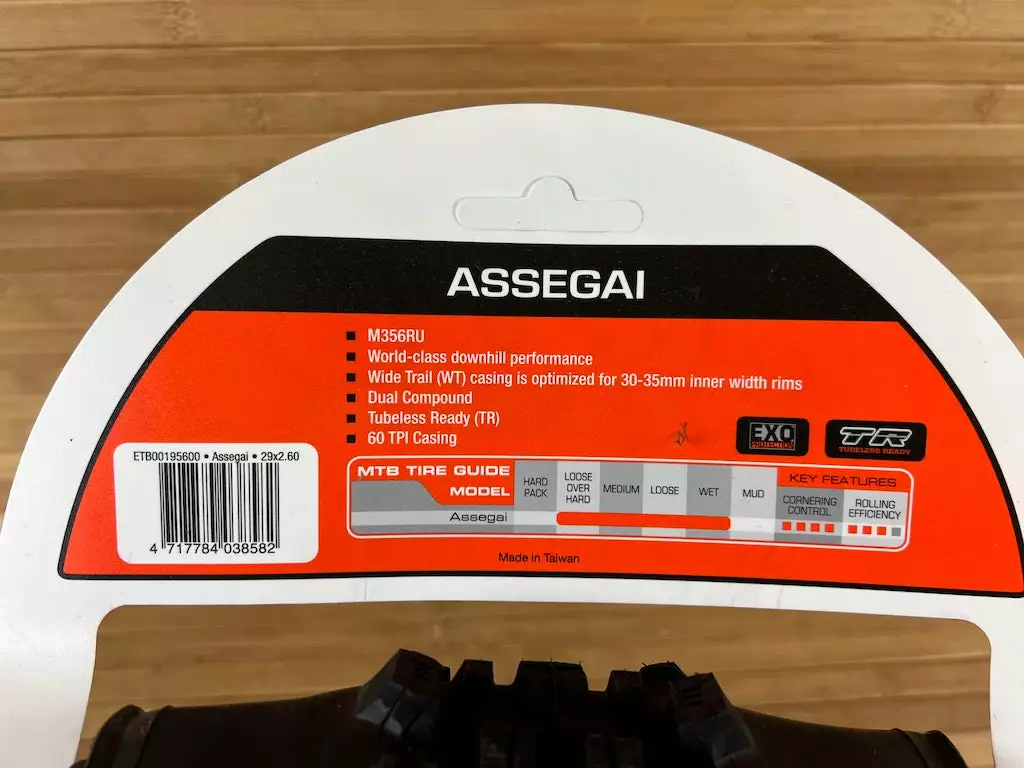 ASSEGAI
■ M356RU
■ World-class downhill performance
■ Wide Trail (WT) casing is optimized for 30-35mm inner width rims
■ Dual Compound
■ Tubeless Ready (TR)
■ 60 TPI Casing
EXO
PROTECTION
TR
TUBELESS READY
ETB00195600 • Assegai • 29x2.60
4 717784 038582
MTB TIRE GUIDE
MODEL
HARD
PACK
LOOSE
OVER
HARD
MEDIUM
LOOSE
WET
MUD
KEY FEATURES
CORNERING
CONTROL
ROLLING
EFFICIENCY
Assegai
Made in Taiwan